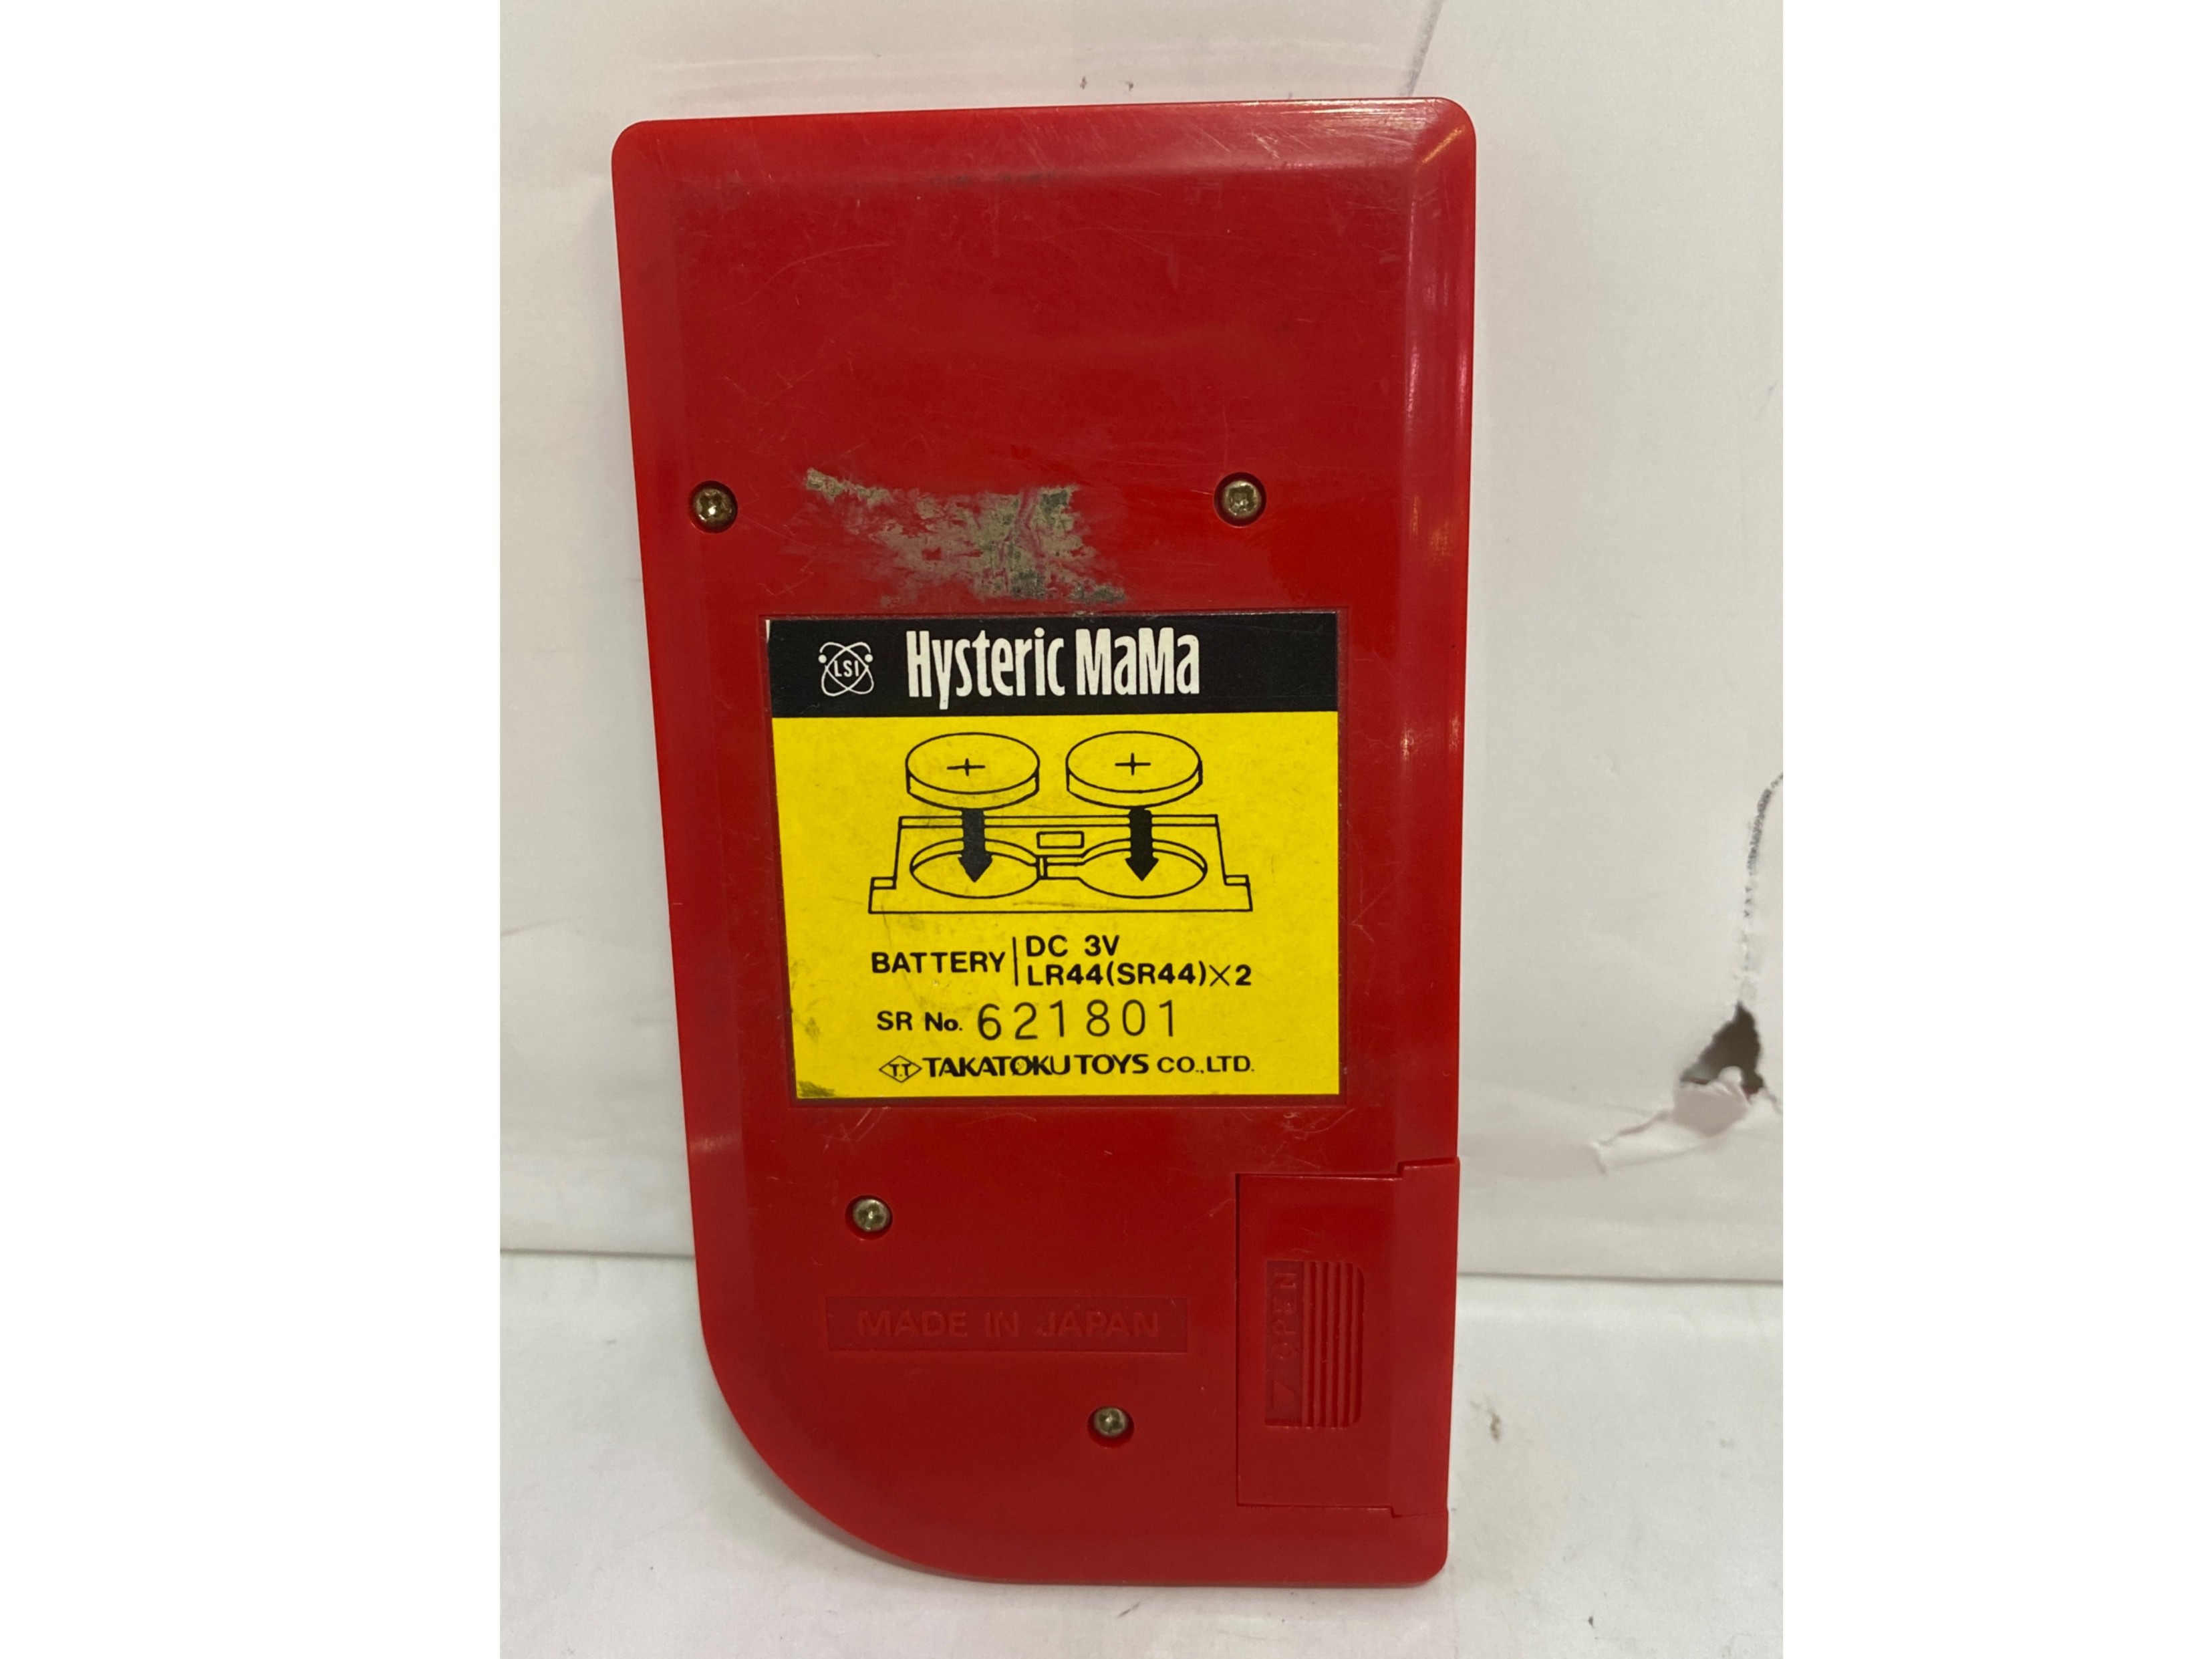 LSI Hysteric MaMa
+ +
BATTERY DC 3V
LR44(SR44)×2
SR No. 621801
T.T TAKATOKU TOYS CO.,LTD.
MADE IN JAPAN
OPEN